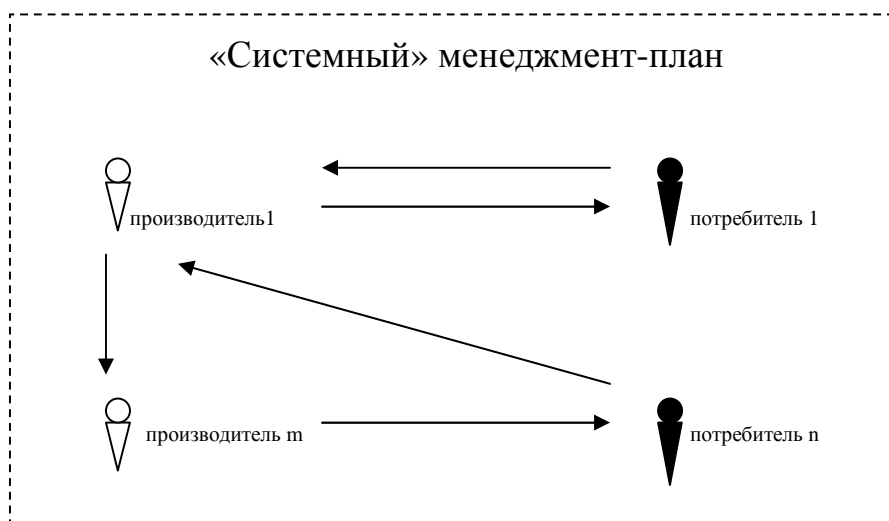 «Системный» менеджмент-план
производитель1
потребитель 1
производитель m
потребитель n